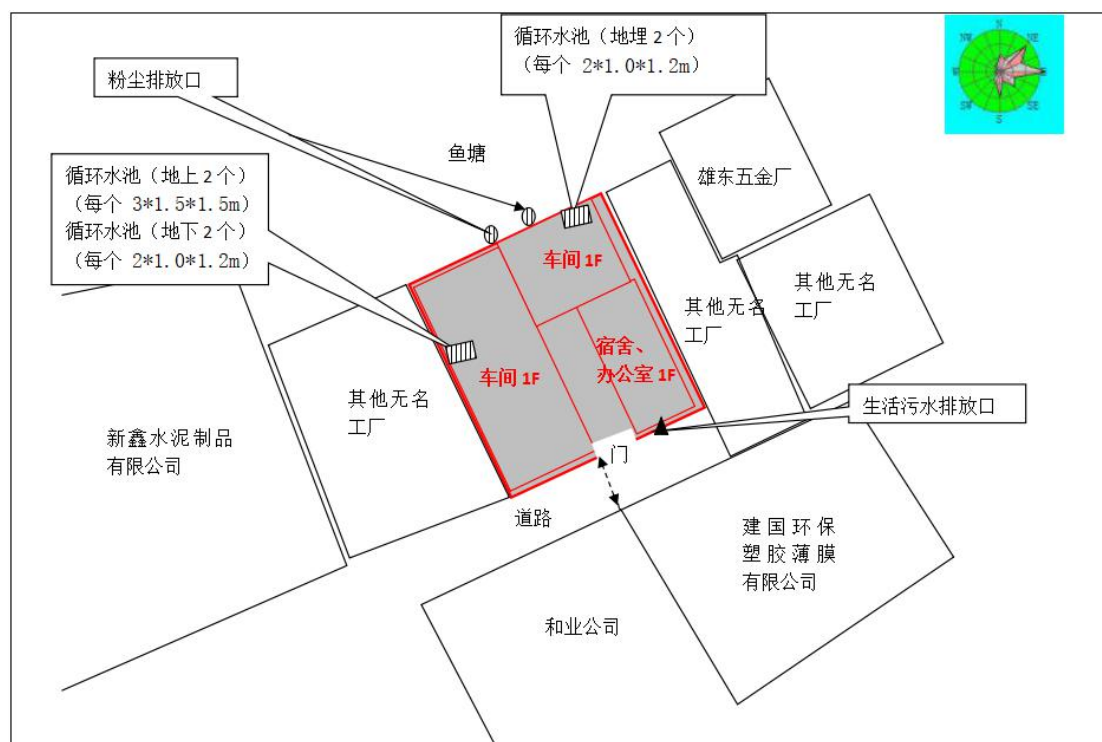 循环水池（地埋 2 个）
（每个 2*1.0*1.2m）
N
NW
NE
W
SW
SE
S
粉尘排放口
鱼塘
循环水池（地上 2 个）
（每个 3*1.5*1.5m）
循环水池（地下 2 个）
（每个 2*1.0*1.2m）
雄东五金厂
车间 1F
其他无名
工厂
其他无名
工厂
宿舍、
办公室 1F
车间 1F
其他无名
工厂
生活污水排放口
新鑫水泥制品
有限公司
门
道路
建国环保
塑胶薄膜
有限公司
和业公司